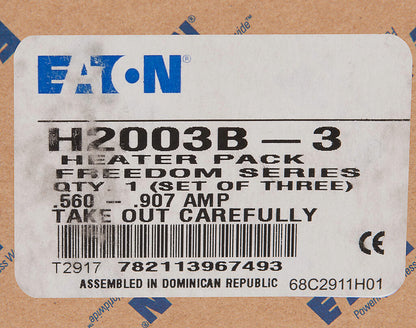 EATON®
H2003B – 3
HEATER PACK
FREEDOM SERIES
QTY. 1 (SET OF THREE)
.560 – .907 AMP
TAKE OUT CAREFULLY
CE
T2917 782113967493
ASSEMBLED IN DOMINICAN REPUBLIC 68C2911H01